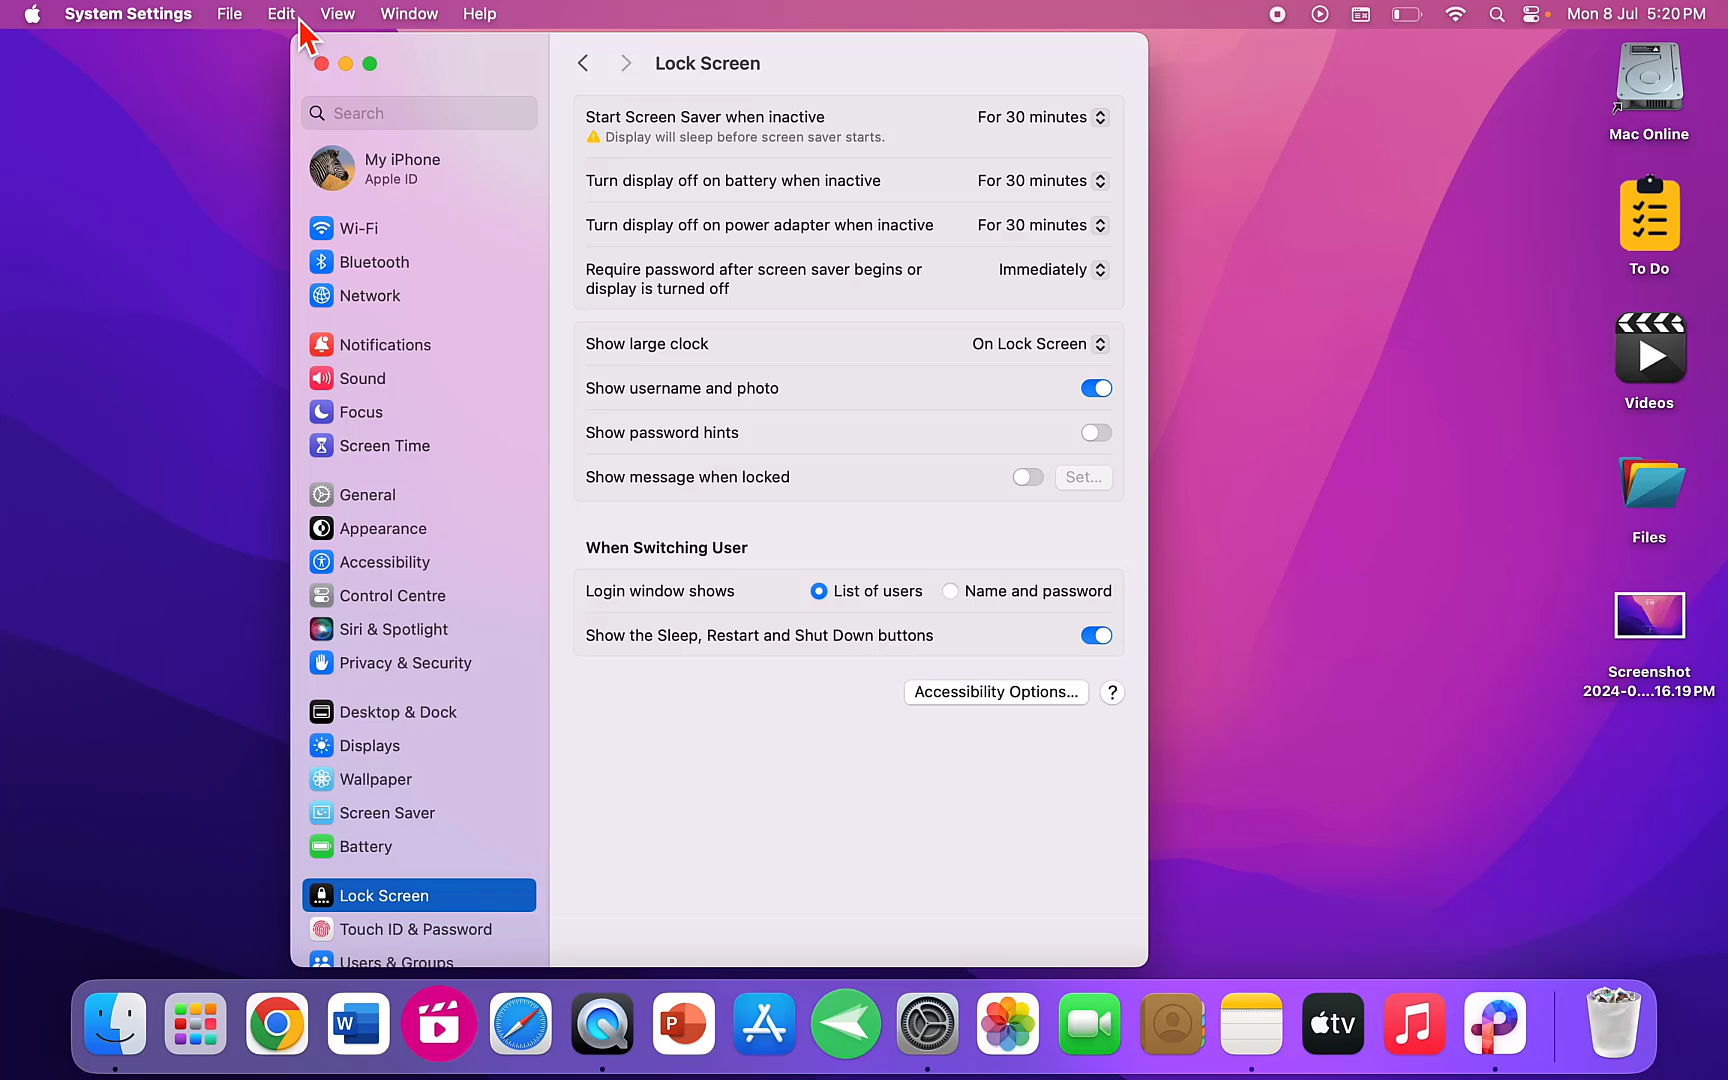 System Settings File Edit View Window Help
Mon 8 Jul 5:20 PM
Search
My iPhone
Apple ID
Wi-Fi
Bluetooth
Network
Notifications
Sound
Focus
Screen Time
General
Appearance
Accessibility
Control Centre
Siri & Spotlight
Privacy & Security
Desktop & Dock
Displays
Wallpaper
Screen Saver
Battery
Lock Screen
Touch ID & Password
Users & Groups
Lock Screen
Start Screen Saver when inactive For 30 minutes
Display will sleep before screen saver starts.
Turn display off on battery when inactive For 30 minutes
Turn display off on power adapter when inactive For 30 minutes
Require password after screen saver begins or Immediately
display is turned off
Show large clock On Lock Screen
Show username and photo
Show password hints
Show message when locked Set...
When Switching User
Login window shows List of users Name and password
Show the Sleep, Restart and Shut Down buttons
Accessibility Options... ?
Mac Online
To Do
Videos
Files
Screenshot
2024-0....16.19 PM
W
P
tv